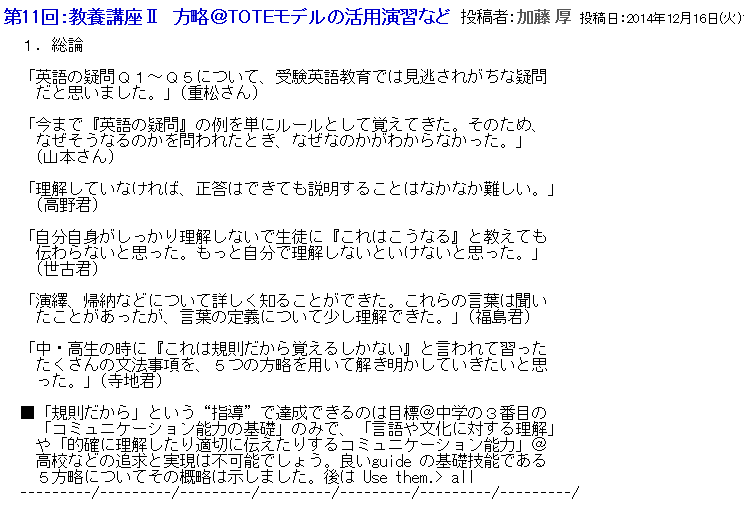 第11回:教養講座Ⅱ 方略@TOTEモデルの活用演習など 投稿者:加藤 厚 投稿日:2014年12月16日(火)
１．総論
「英語の疑問Ｑ１～Ｑ５について、受験英語教育では見逃されがちな疑問
だと思いました。」(重松さん)
「今まで『英語の疑問』の例を単にルールとして覚えてきた。そのため、
なぜそうなるのかを問われたとき、なぜなのかがわからなかった。」
(山本さん)
「理解していなければ、正答はできても説明することはなかなか難しい。」
(高野君)
「自分自身がしっかり理解しないで生徒に『これはこうなる』と教えても
伝わらないと思った。もっと自分で理解しないといけないと思った。」
(世古君)
「演繹、帰納などについて詳しく知ることができた。これらの言葉は聞い
たことがあったが、言葉の定義について少し理解できた。」(福島君)
「中・高生の時に『これは規則だから覚えるしかない』と言われて習った
たくさんの文法事項を、５つの方略を用いて解き明かしていきたいと思
った。」(寺地君)
■「規則だから」という“指導”で達成できるのは目標@中学の３番目の
「コミュニケーション能力の基礎」のみで、「言語や文化に対する理解」
や「的確に理解したり適切に伝えたりするコミュニケーション能力」@
高校などの追求と実現は不可能でしょう。良いguide の基礎技能である
５方略についてその概略は示しました。後は Use them.> all
---------/---------/---------/---------/---------/---------/---------/